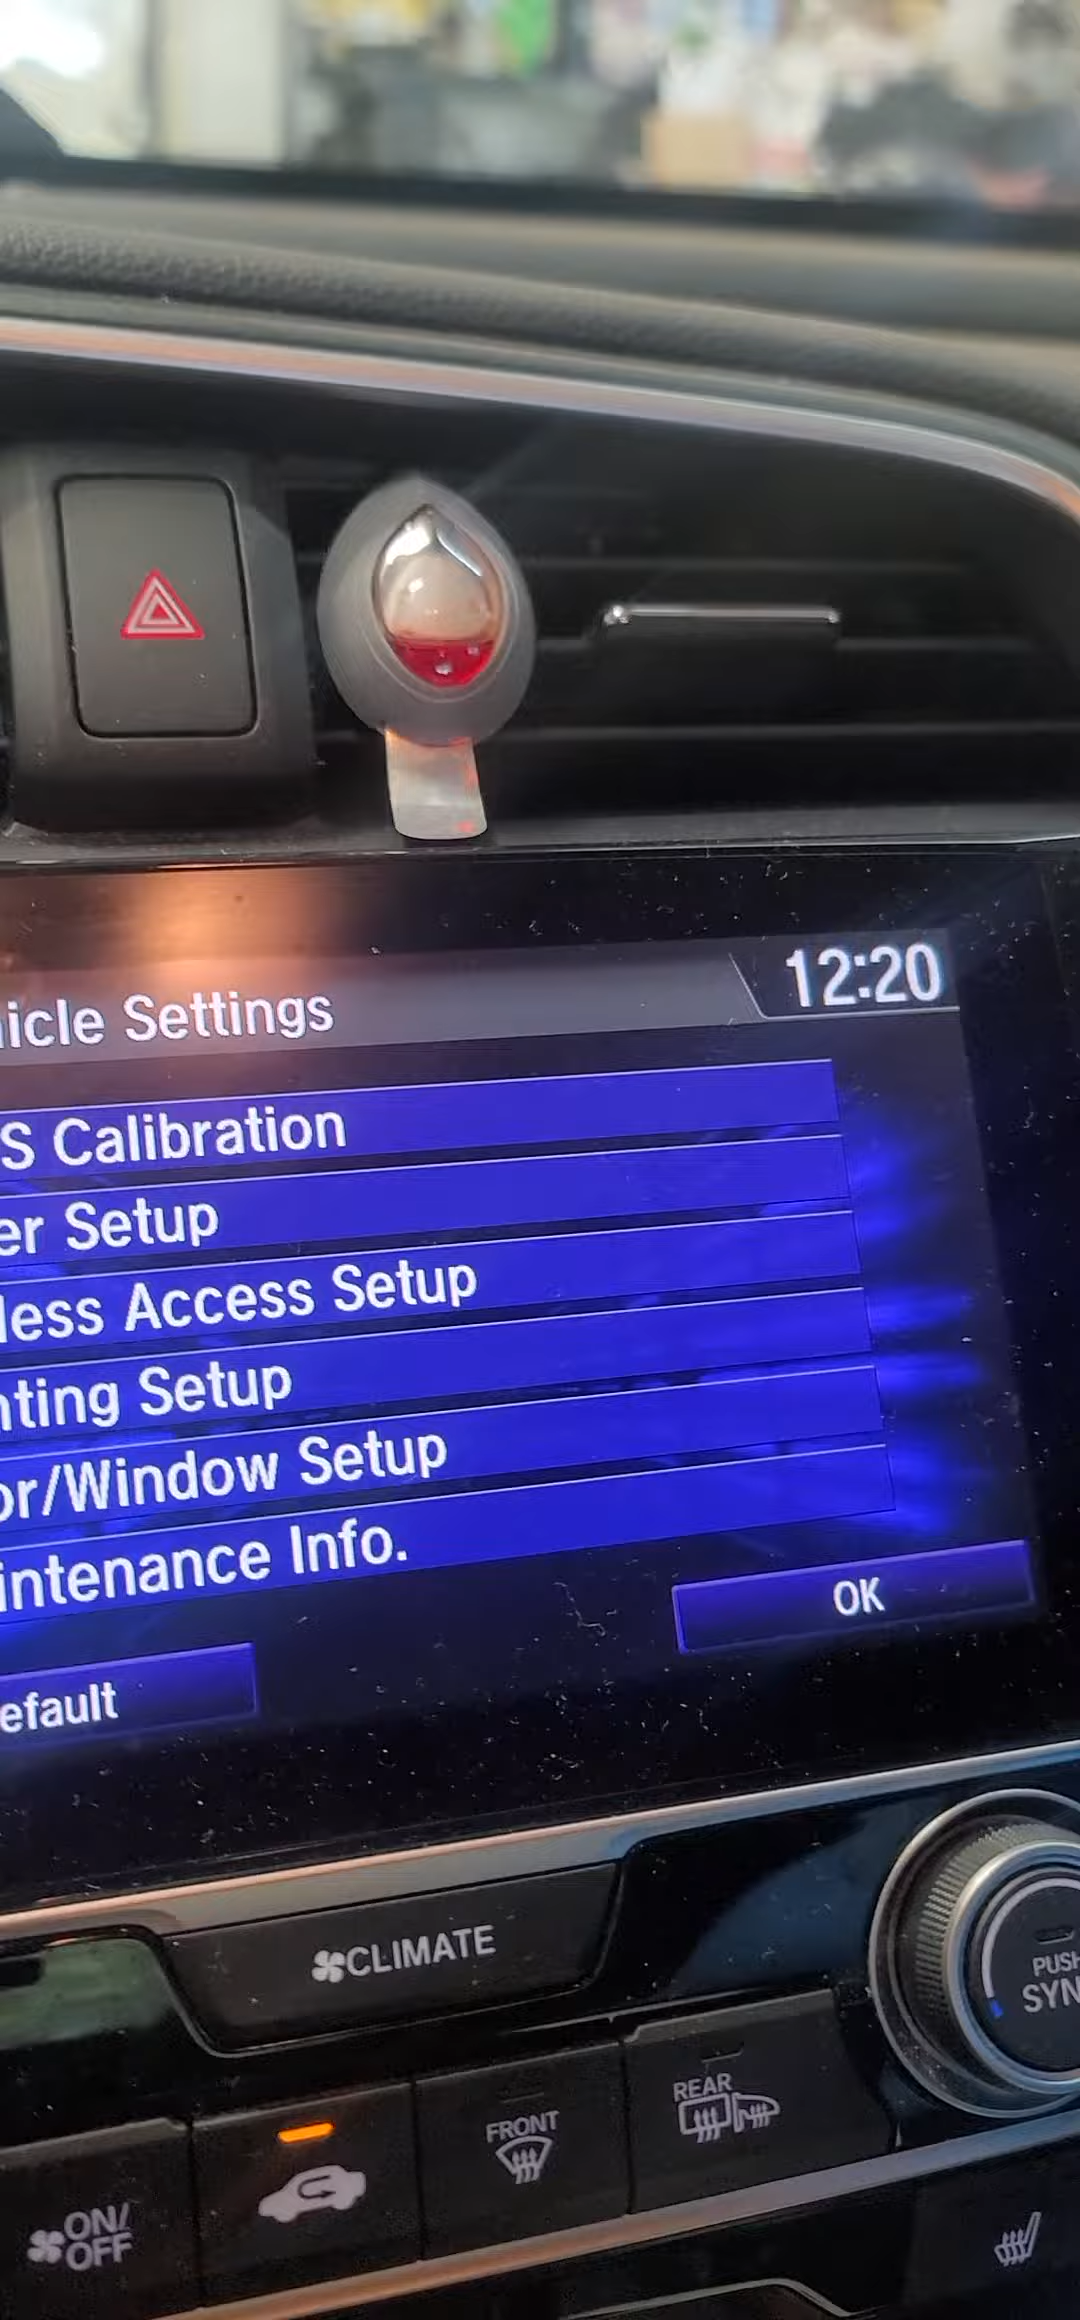 12:20
icle Settings
S Calibration
er Setup
less Access Setup
nting Setup
or/Window Setup
intenance Info.
OK
efault
CLIMATE
PUSH
SYN
REAR
FRONT
ON/
OFF